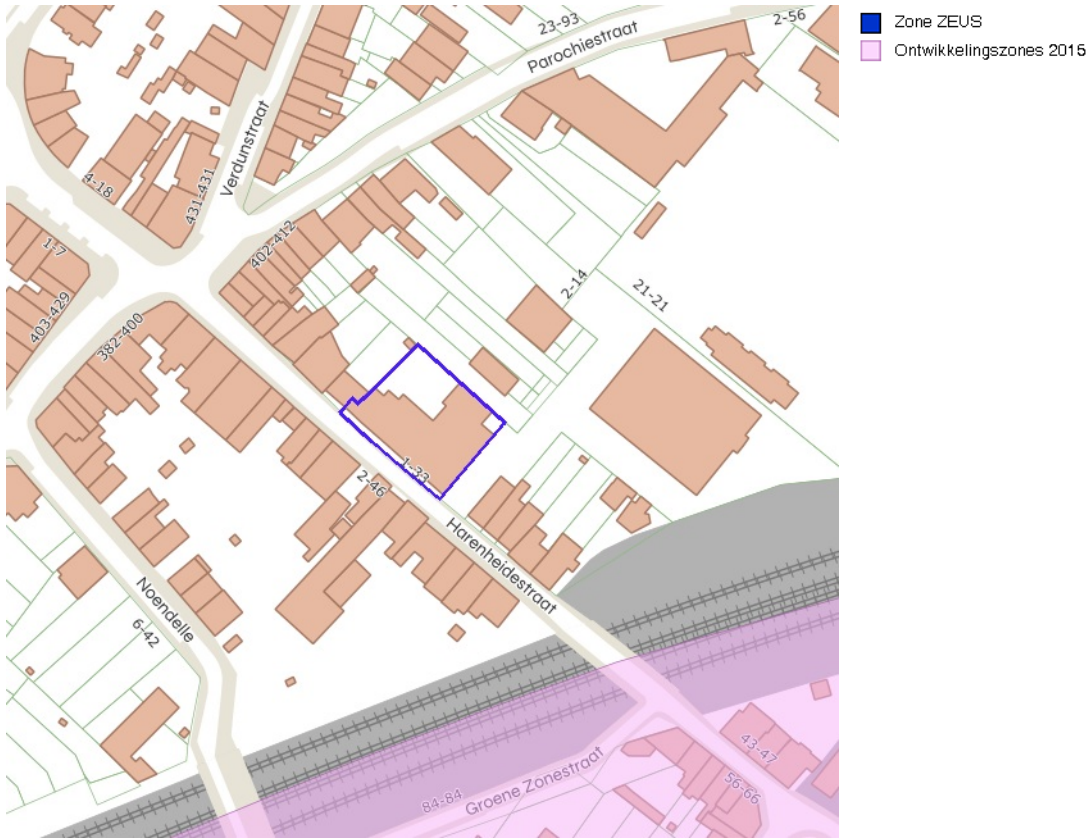 Zone ZEUS
Ontwikkelingszones 2015
23-93
2-56
Parochiestraat
Verdunstraat
4-18
431-431
402-412
1-7
403-429
382-400
2-14
21-21
1-33
2-46
Harenheidestraat
Noendelle
6-42
43-47
56-66
Groene Zonestraat
84-84